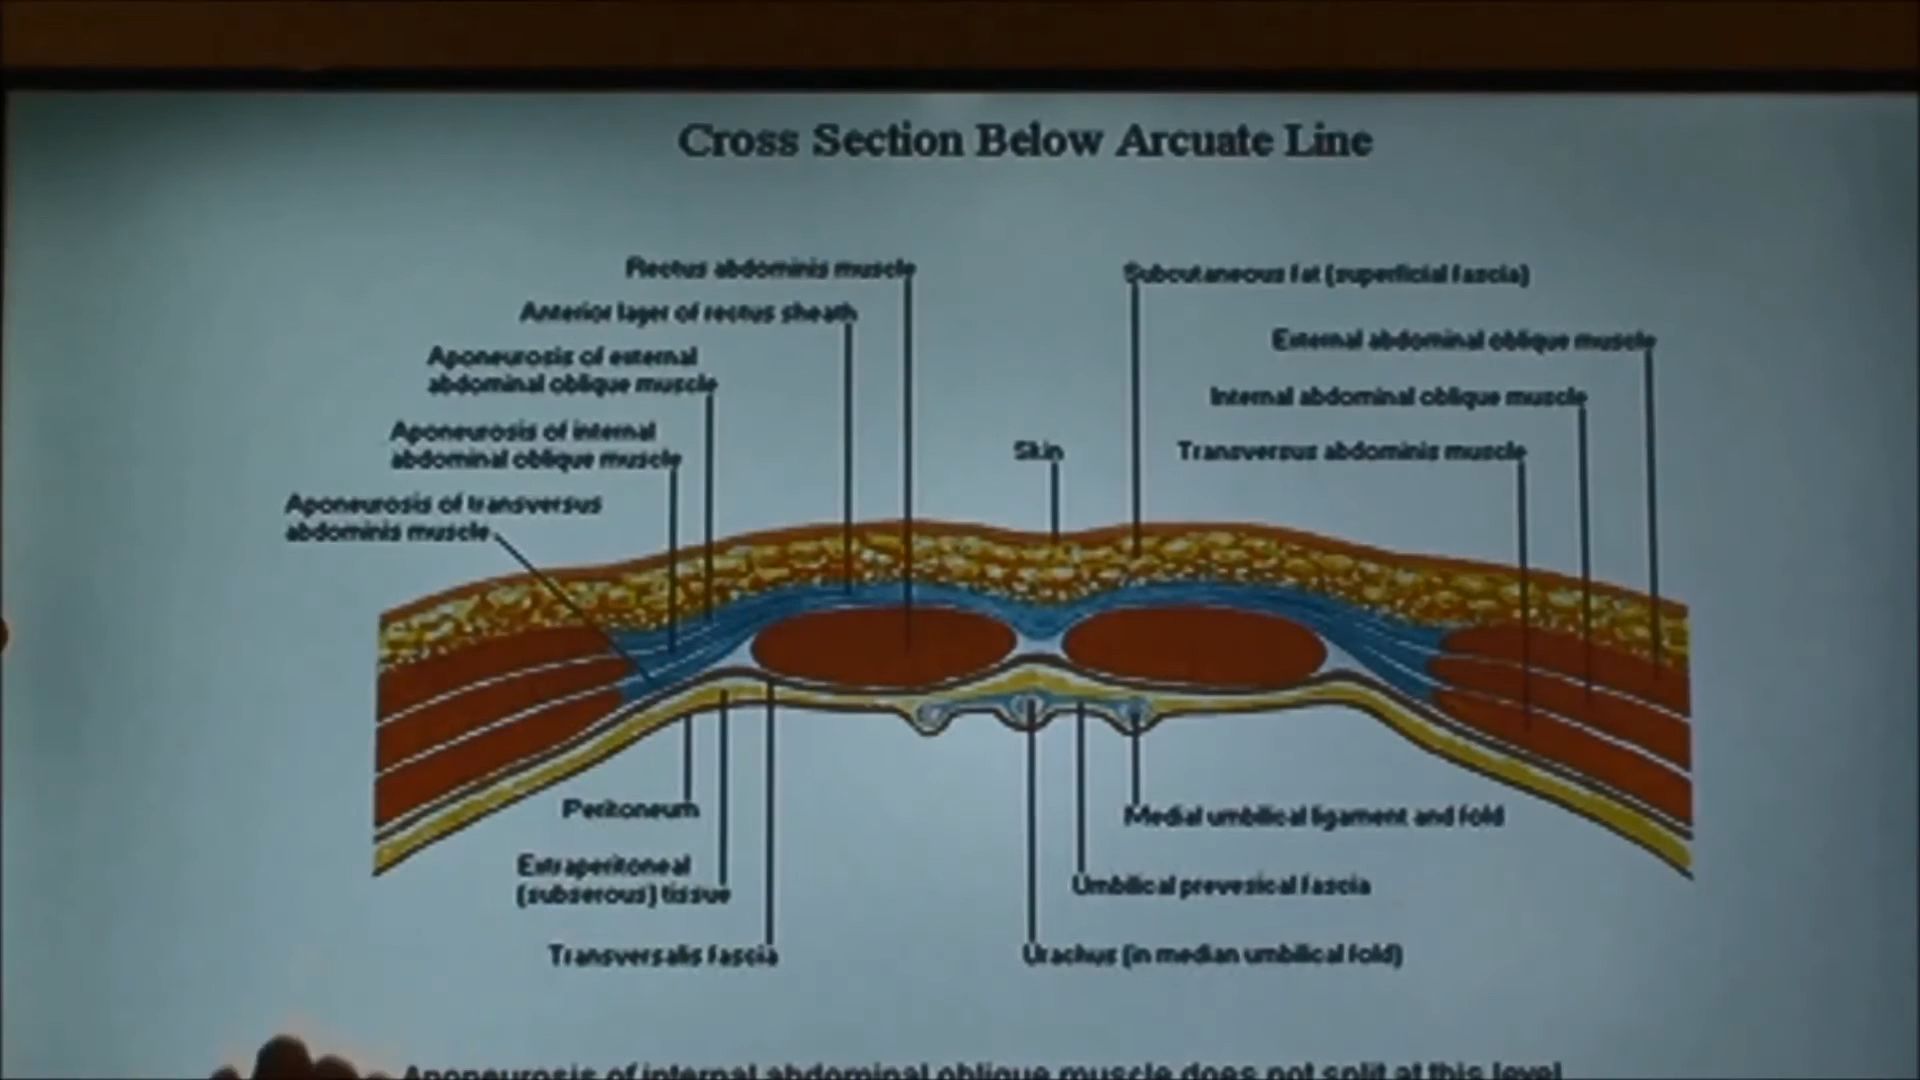 Cross Section Below Arcuate Line
Rectus abdominis muscle
Subcutaneous fat (superficial fascia)
Anterior layer of rectus sheath
External abdominal oblique muscle
Aponeurosis of external
abdominal oblique muscle
Internal abdominal oblique muscle
Aponeurosis of internal
abdominal oblique muscle
Skin
Transversus abdominis muscle
Aponeurosis of transversus
abdominis muscle
Peritoneum
Medial umbilical ligament and fold
Extraperitoneal
(subserous) tissue
Umbilical prevesical fascia
Transversalis fascia
Urachus (in median umbilical fold)
Aponeurosis of internal abdominal oblique muscle does not split at this level